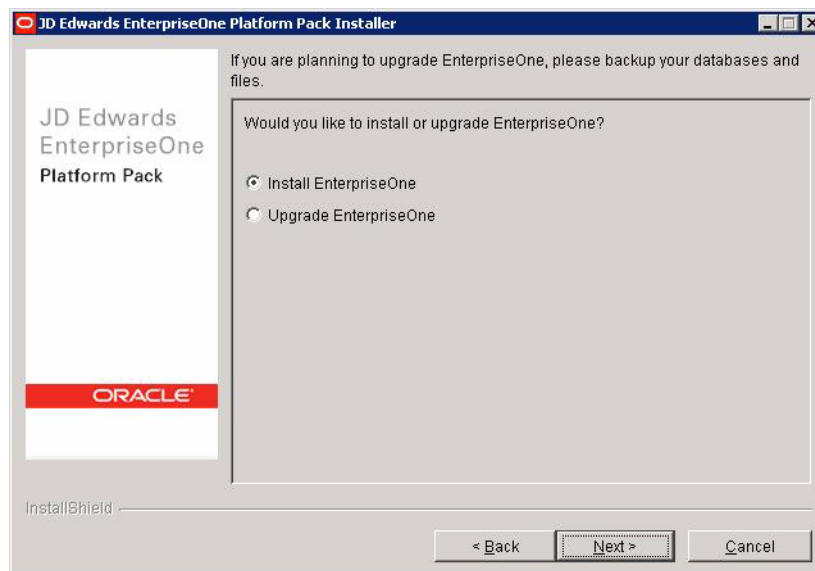 JD Edwards EnterpriseOne Platform Pack Installer
If you are planning to upgrade EnterpriseOne, please backup your databases and
files.
JD Edwards
EnterpriseOne
Platform Pack
Would you like to install or upgrade EnterpriseOne?
Install EnterpriseOne
Upgrade EnterpriseOne
ORACLE
InstallShield
< Back
Next >
Cancel